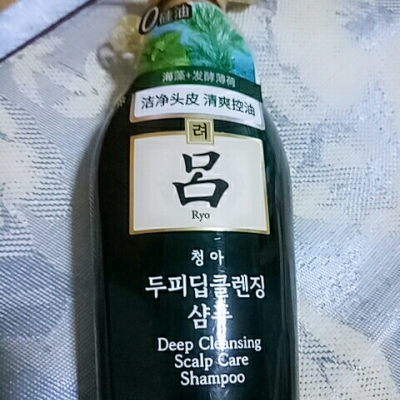 0硅油
海藻+发酵薄荷
洁净头皮 清爽控油
려
呂
Ryo
청아
두피딥클렌징
샴푸
Deep Cleansing
Scalp Care
Shampoo